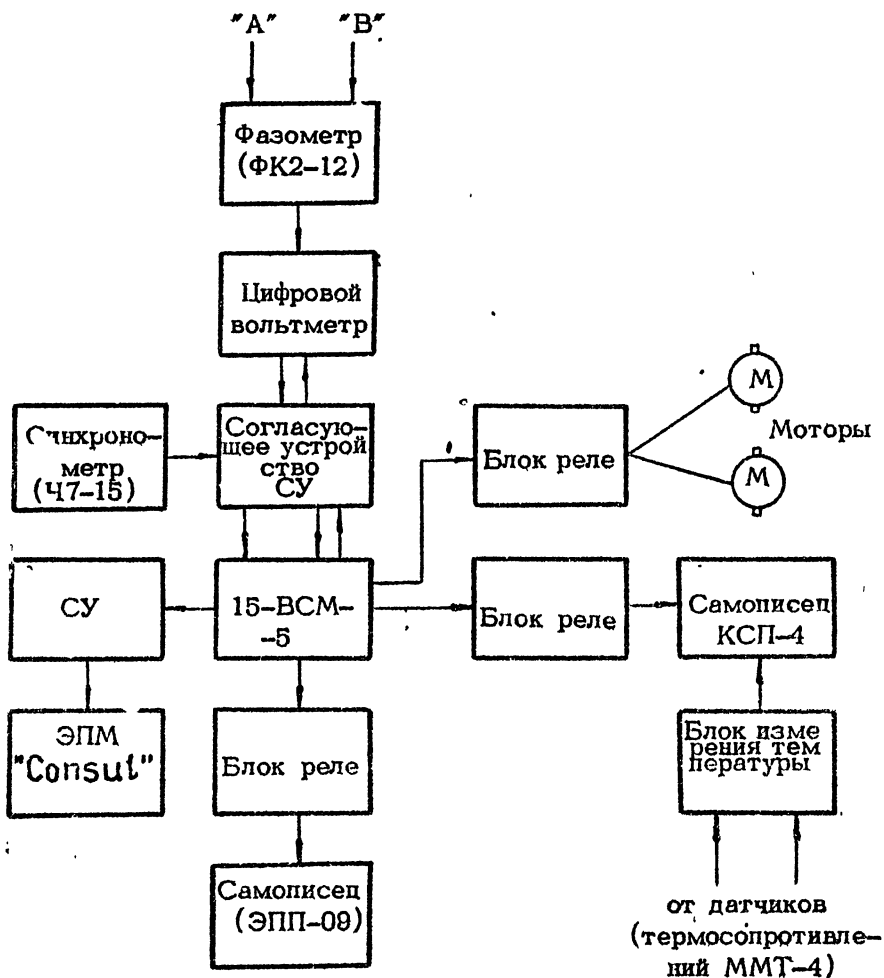 "А" "В"
Фазометр
(ФК2-12)
Цифровой
вольтметр
Синхроно-
метр
(Ч7-15)
Согласую-
щее устрой
ство
СУ
Блок реле
М
М
Моторы
СУ
15-ВСМ-
-5
Блок реле
Самописец
КСП-4
ЭПМ
"Consul"
Блок реле
Блок изме
рения тем
пературы
Самописец
(ЭПП-09)
от датчиков
(термосопротивле-
ний ММТ-4)